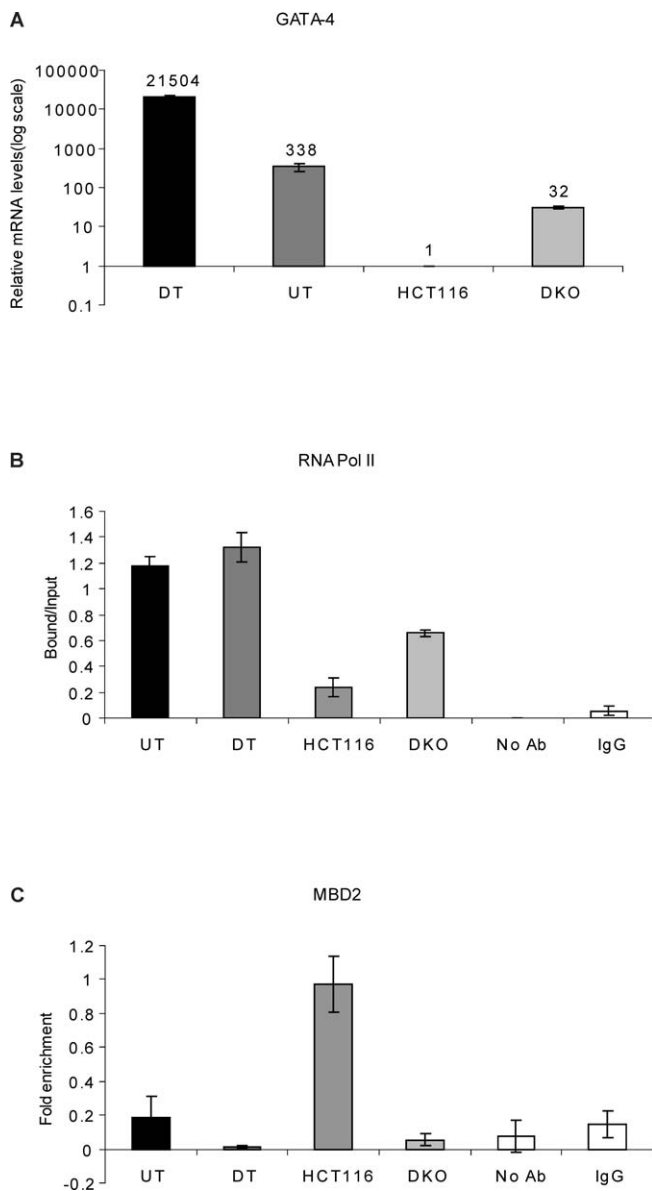 A
GATA-4
Relative mRNA levels(log scale)
100000
10000
1000
100
10
1
0.1
21504
338
1
32
DT UT HCT116 DKO
B
RNA Pol II
Bound/Input
1.6
1.4
1.2
1
0.8
0.6
0.4
0.2
0
UT DT HCT116 DKO No Ab IgG
C
MBD2
Fold enrichment
1.2
1
0.8
0.6
0.4
0.2
0
-0.2
UT DT HCT116 DKO No Ab IgG